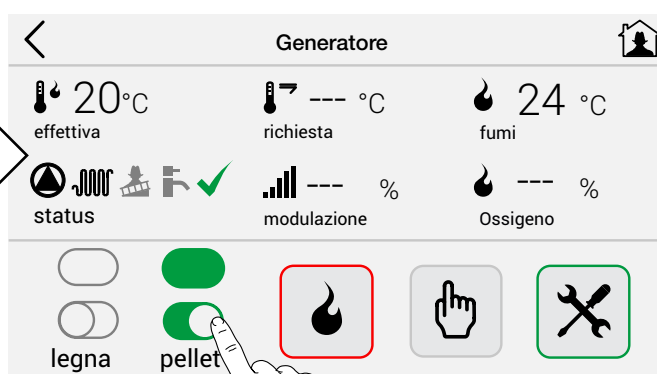 Generatore
20°C
effettiva
--- °C
richiesta
24 °C
fumi
status
--- %
modulazione
--- %
Ossigeno
legna
pellet